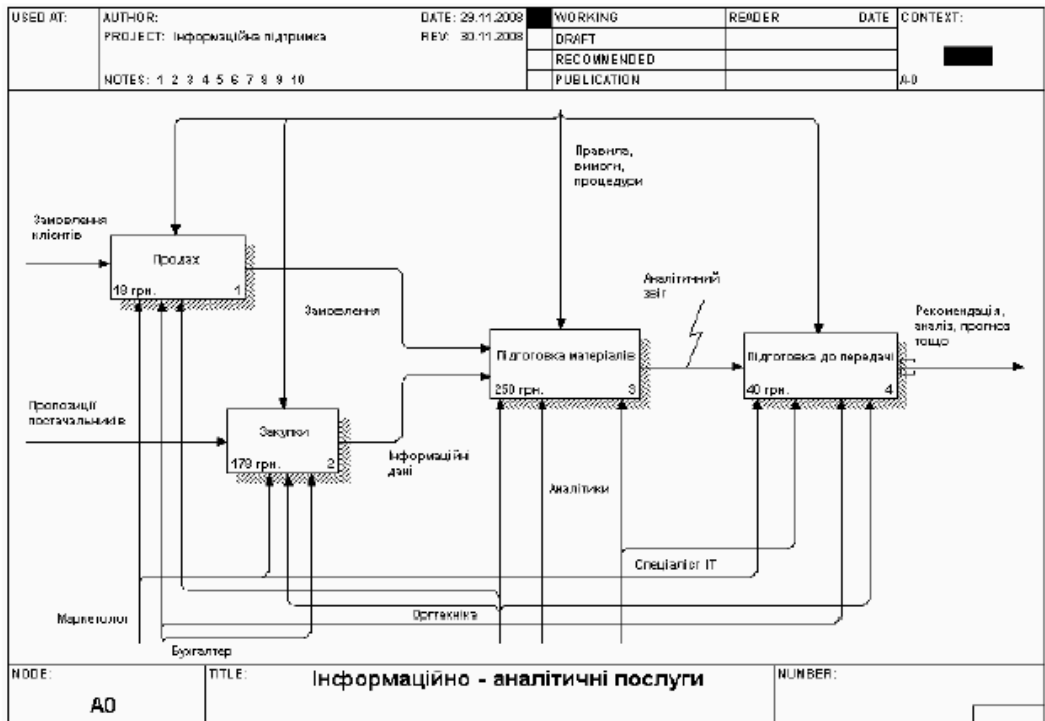 USED AT:
AUTHOR:
DATE: 29.11.2008
WORKING
READER
DATE
CONTEXT:
PROJECT: Інформаційна підтримка
REV: 30.11.2008
DRAFT
RECOMMENDED
NOTES: 1 2 3 4 5 6 7 8 9 10
PUBLICATION
A-0
Правила,
вимоги,
процедури
Замовлення
клієнтів
Продаж
18 грн.
1
Аналітичний
звіт
Замовлення
Рекомендація,
аналіз, прогноз
тощо
Підготовка матеріалів
250 грн.
3
Підготовка до передачі
40 грн.
4
Пропозиції
постачальників
Закупки
2
Інформаційні
дані
Аналітики
Спеціаліст ІТ
Маркетолог
Оргтехніка
Бухгалтер
NODE:
A0
TITLE:
Інформаційно - аналітичні послуги
NUMBER: